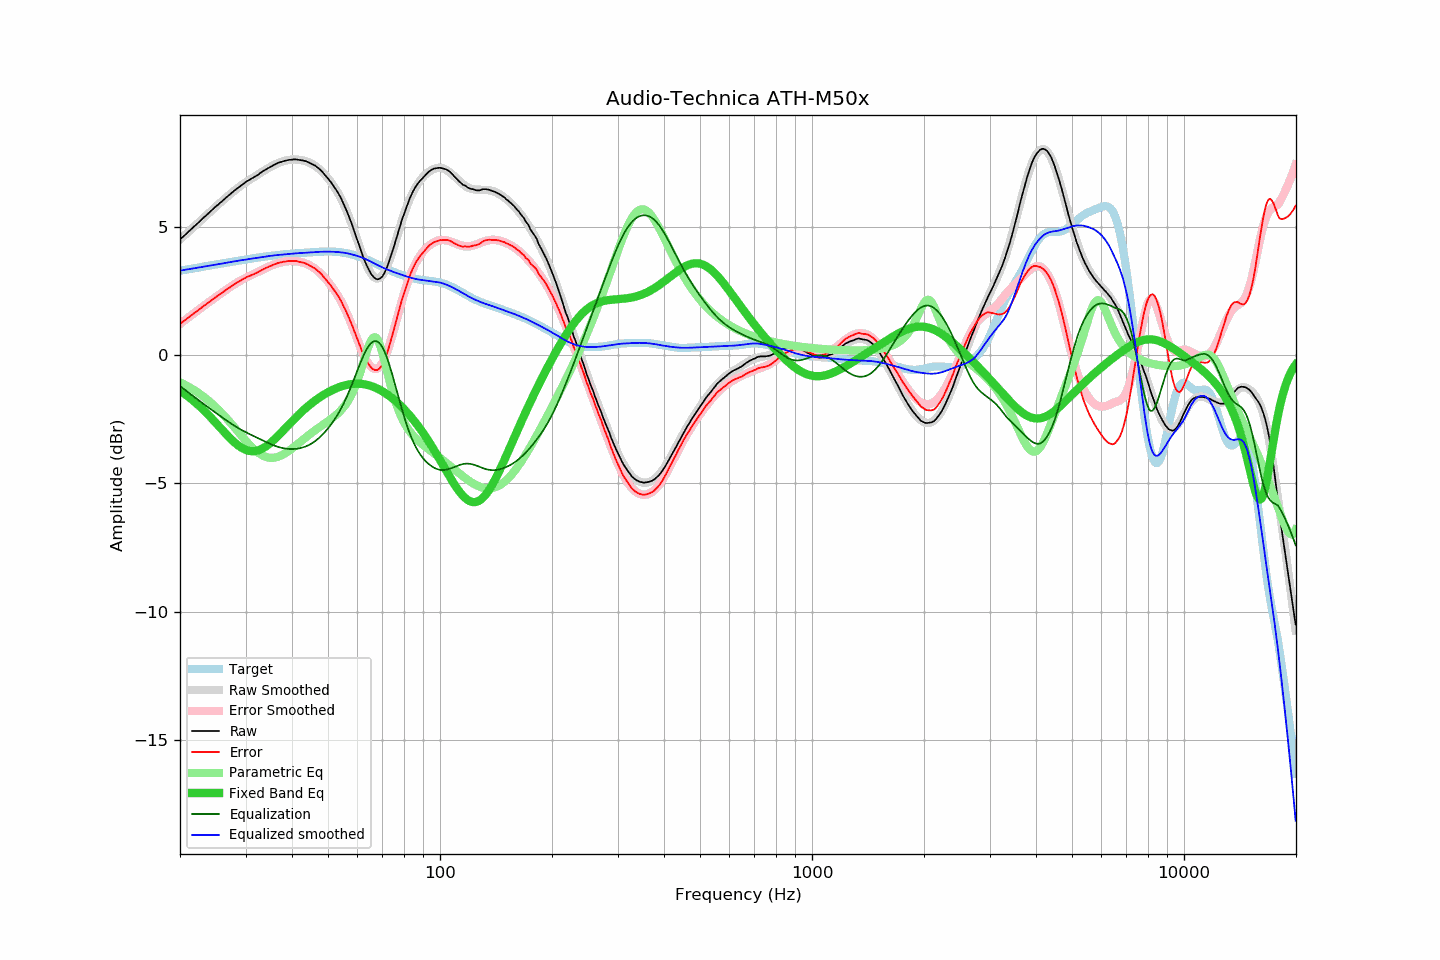 Audio-Technica ATH-M50x
Amplitude (dBr)
5
0
−5
−10
−15
Target
Raw Smoothed
Error Smoothed
Raw
Error
Parametric Eq
Fixed Band Eq
Equalization
Equalized smoothed
100
1000
10000
Frequency (Hz)